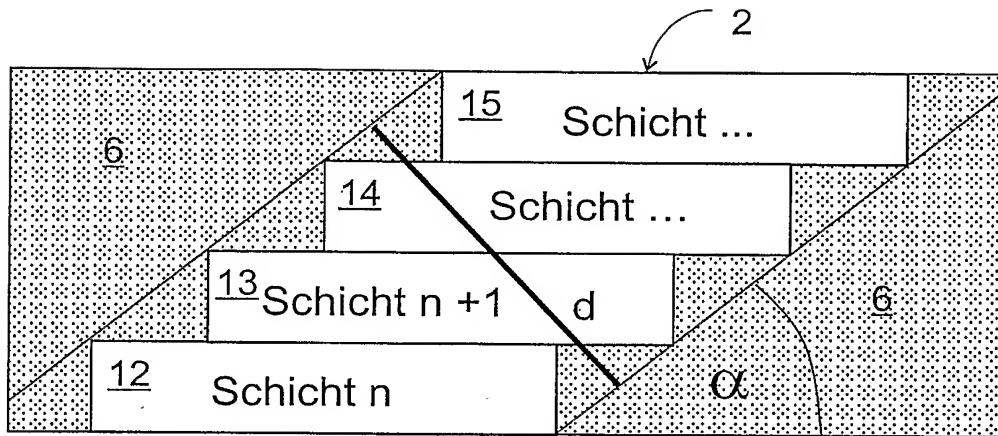 2
15 Schicht ...
6
14 Schicht ...
13 Schicht n +1 d
6
12 Schicht n
α